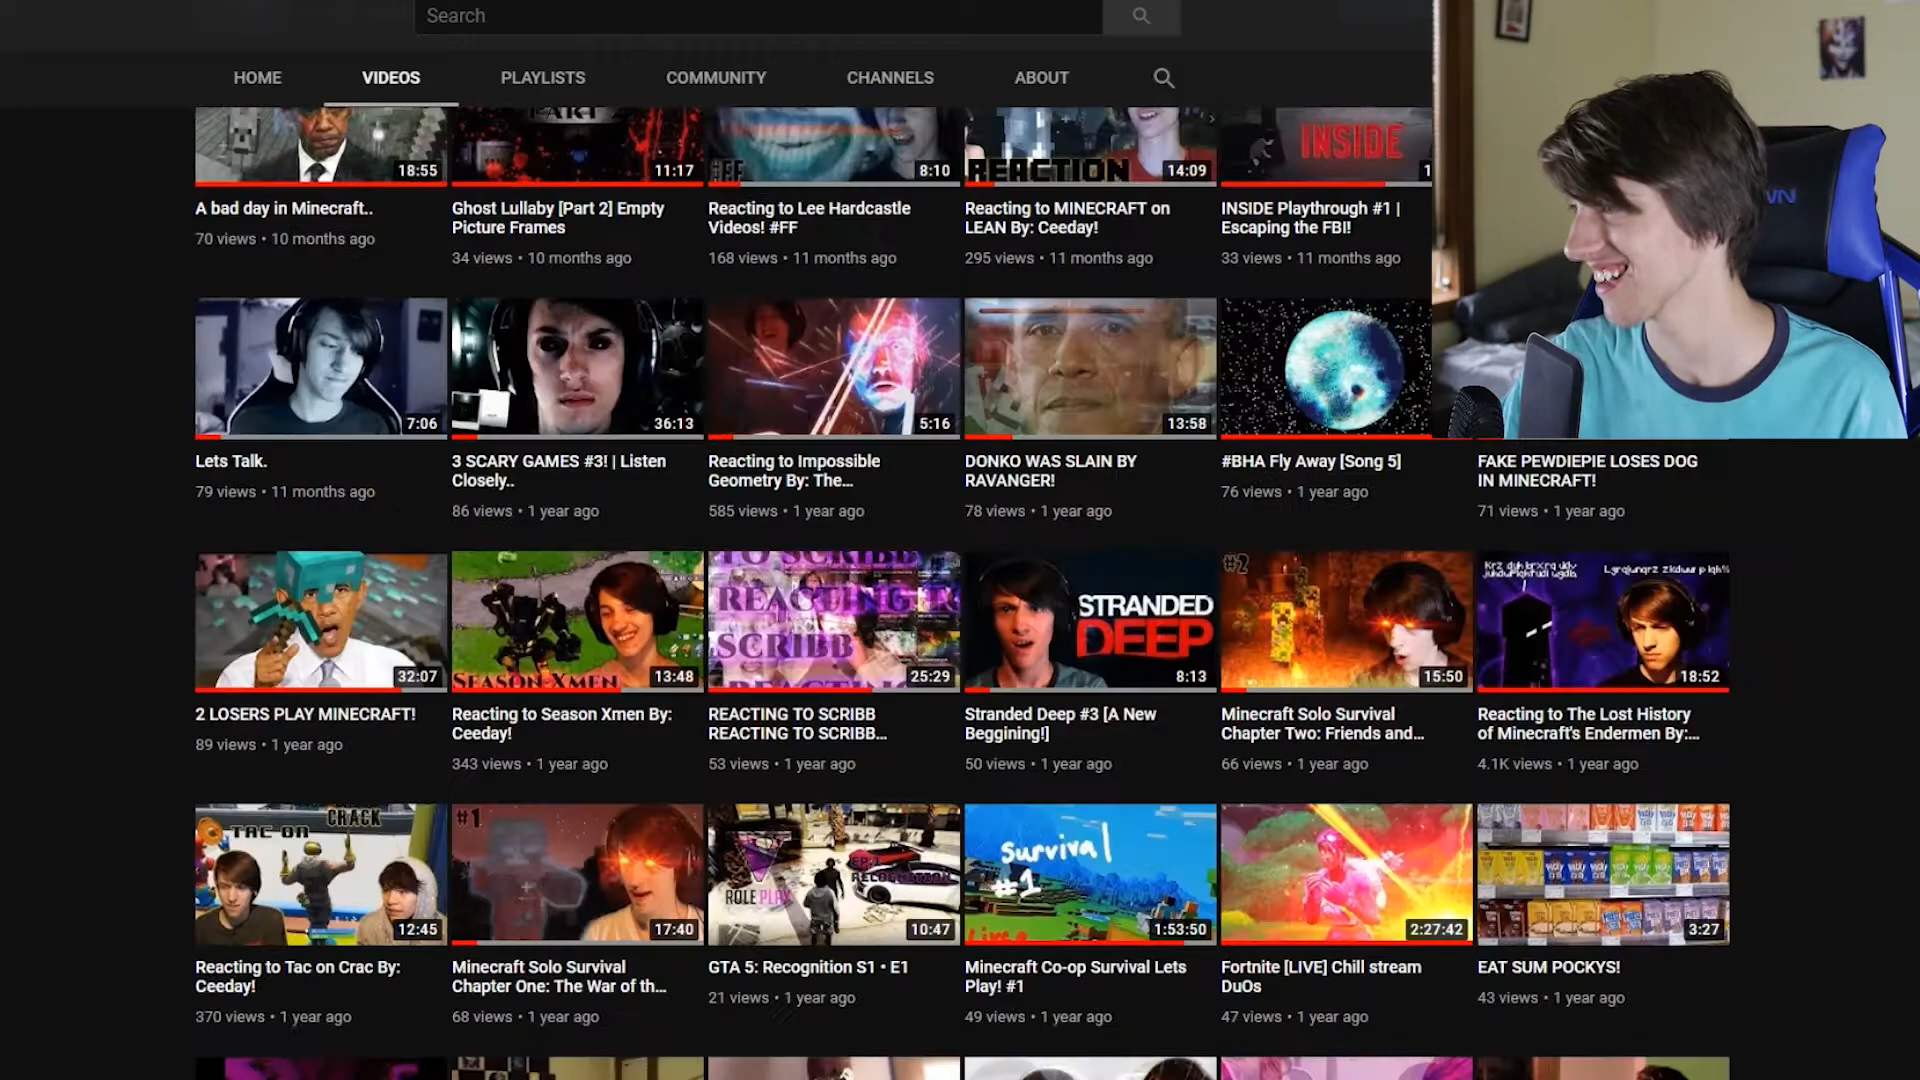 Search
HOME VIDEOS PLAYLISTS COMMUNITY CHANNELS ABOUT
PART
INSIDE
#FF
REACTION
18:55 11:17 8:10 14:09 1
A bad day in Minecraft..
70 views • 10 months ago
Ghost Lullaby [Part 2] Empty
Picture Frames
34 views • 10 months ago
Reacting to Lee Hardcastle
Videos! #FF
168 views • 11 months ago
Reacting to MINECRAFT on
LEAN By: Ceeday!
295 views • 11 months ago
INSIDE Playthrough #1 |
Escaping the FBI!
33 views • 11 months ago
7:06 36:13 5:16 13:58
Lets Talk.
79 views • 11 months ago
3 SCARY GAMES #3! | Listen
Closely..
86 views • 1 year ago
Reacting to Impossible
Geometry By: The...
585 views • 1 year ago
DONKO WAS SLAIN BY
RAVANGER!
78 views • 1 year ago
#BHA Fly Away [Song 5]
76 views • 1 year ago
FAKE PEWDIEPIE LOSES DOG
IN MINECRAFT!
71 views • 1 year ago
32:07
SEASON XMEN
13:48
TO SCRIBB
REACTING TO
SCRIBB
25:29
STRANDED
DEEP
8:13
#2
15:50
18:52
2 LOSERS PLAY MINECRAFT!
89 views • 1 year ago
Reacting to Season Xmen By:
Ceeday!
343 views • 1 year ago
REACTING TO SCRIBB
REACTING TO SCRIBB...
53 views • 1 year ago
Stranded Deep #3 [A New
Beggining!]
50 views • 1 year ago
Minecraft Solo Survival
Chapter Two: Friends and...
66 views • 1 year ago
Reacting to The Lost History
of Minecraft's Endermen By:...
4.1K views • 1 year ago
TAC ON CRACK
12:45
#1
17:40
ROLE PLAY
EP:1
RECOGNITION
10:47
survival
#1
Live
1:53:50
2:27:42
3:27
Reacting to Tac on Crac By:
Ceeday!
370 views • 1 year ago
Minecraft Solo Survival
Chapter One: The War of th...
68 views • 1 year ago
GTA 5: Recognition S1 • E1
21 views • 1 year ago
Minecraft Co-op Survival Lets
Play! #1
49 views • 1 year ago
Fortnite [LIVE] Chill stream
DuOs
47 views • 1 year ago
EAT SUM POCKYS!
43 views • 1 year ago